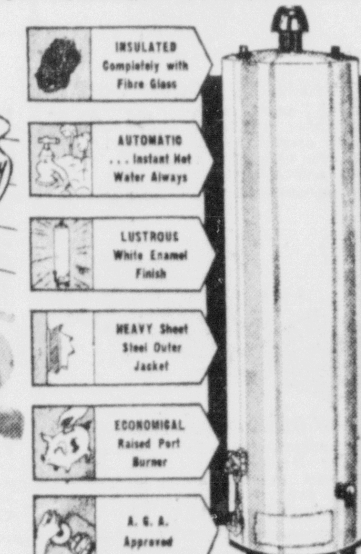 INSULATED
Completely with
Fibre Glass
AUTOMATIC
... Instant Hot
Water Always
LUSTROUS
White Enamel
Finish
HEAVY Sheet
Steel Outer
Jacket
ECONOMICAL
Raised Port
Burner
A. G. A.
Approved